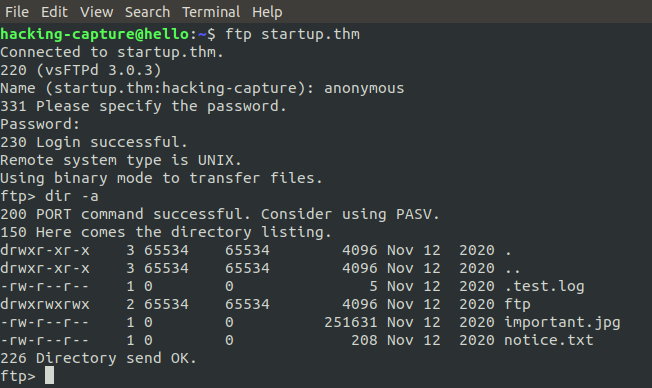 File Edit View Search Terminal Help
hacking-capture@hello:~$ ftp startup.thm
Connected to startup.thm.
220 (vsFTPd 3.0.3)
Name (startup.thm:hacking-capture): anonymous
331 Please specify the password.
Password:
230 Login successful.
Remote system type is UNIX.
Using binary mode to transfer files.
ftp> dir -a
200 PORT command successful. Consider using PASV.
150 Here comes the directory listing.
drwxr-xr-x    3 65534    65534        4096 Nov 12  2020 .
drwxr-xr-x    3 65534    65534        4096 Nov 12  2020 ..
-rw-r--r--    1 0        0               5 Nov 12  2020 .test.log
drwxrwxrwx    2 65534    65534        4096 Nov 12  2020 ftp
-rw-r--r--    1 0        0          251631 Nov 12  2020 important.jpg
-rw-r--r--    1 0        0             208 Nov 12  2020 notice.txt
226 Directory send OK.
ftp>